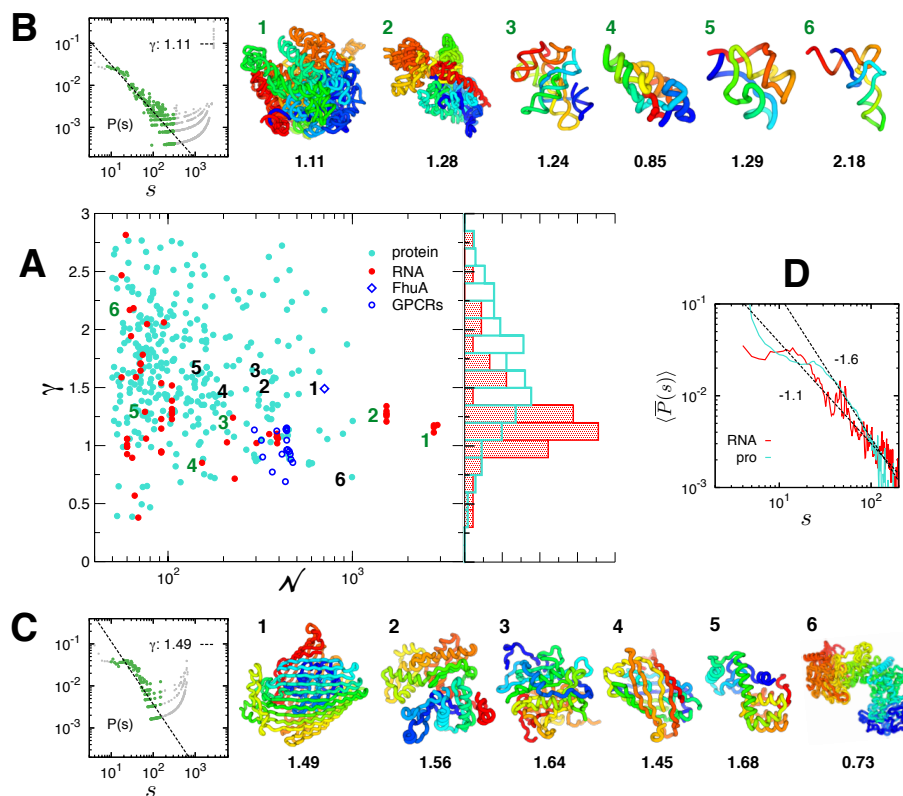 B
10⁻¹
10⁻²
10⁻³
γ: 1.11
P(s)
10¹ 10² 10³
s
1 2 3 4 5 6
1.11 1.28 1.24 0.85 1.29 2.18
A
γ
3
2.5
2
1.5
1
0.5
0
protein
RNA
FhuA
GPCRs
6
5
3
5
3
4
2
1
5
3
2
1
4
6
10² 10³
N
D
⟨P̅(s)⟩
10⁻¹
10⁻²
10⁻³
-1.6
-1.1
RNA
pro
10¹ 10²
s
C
10⁻¹
10⁻²
10⁻³
γ: 1.49
P(s)
10¹ 10² 10³
s
1 2 3 4 5 6
1.49 1.56 1.64 1.45 1.68 0.73